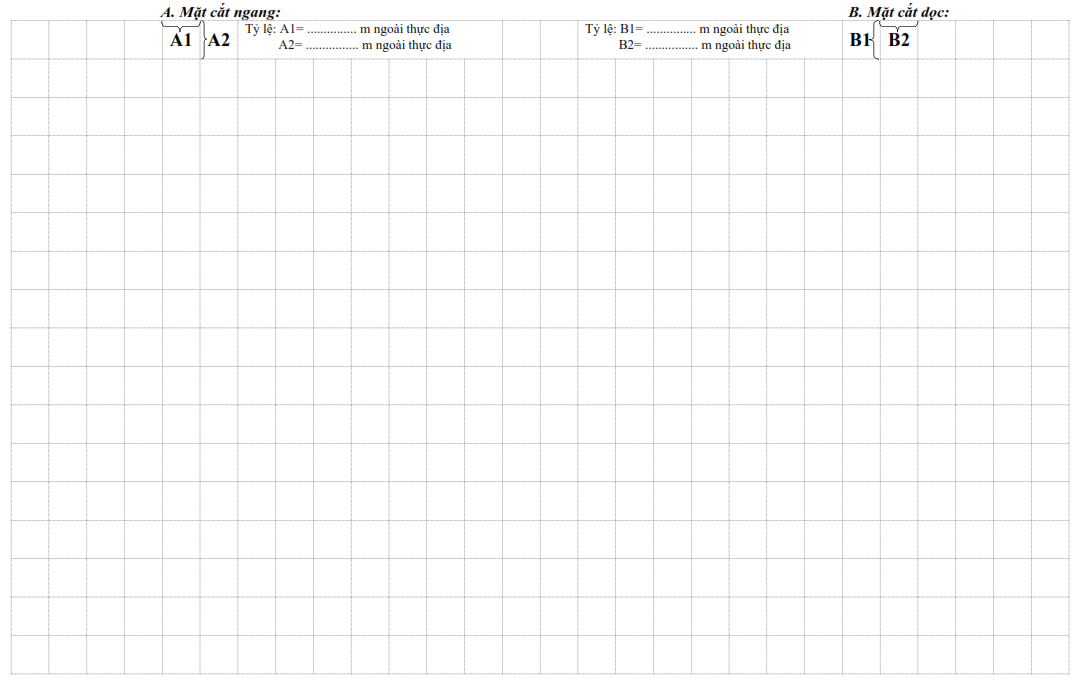 A. Mặt cắt ngang:
A1 A2
Tỷ lệ: A1= ............... m ngoài thực địa
A2= ................ m ngoài thực địa
Tỷ lệ: B1= ............... m ngoài thực địa
B2= ................ m ngoài thực địa
B. Mặt cắt dọc:
B1 B2